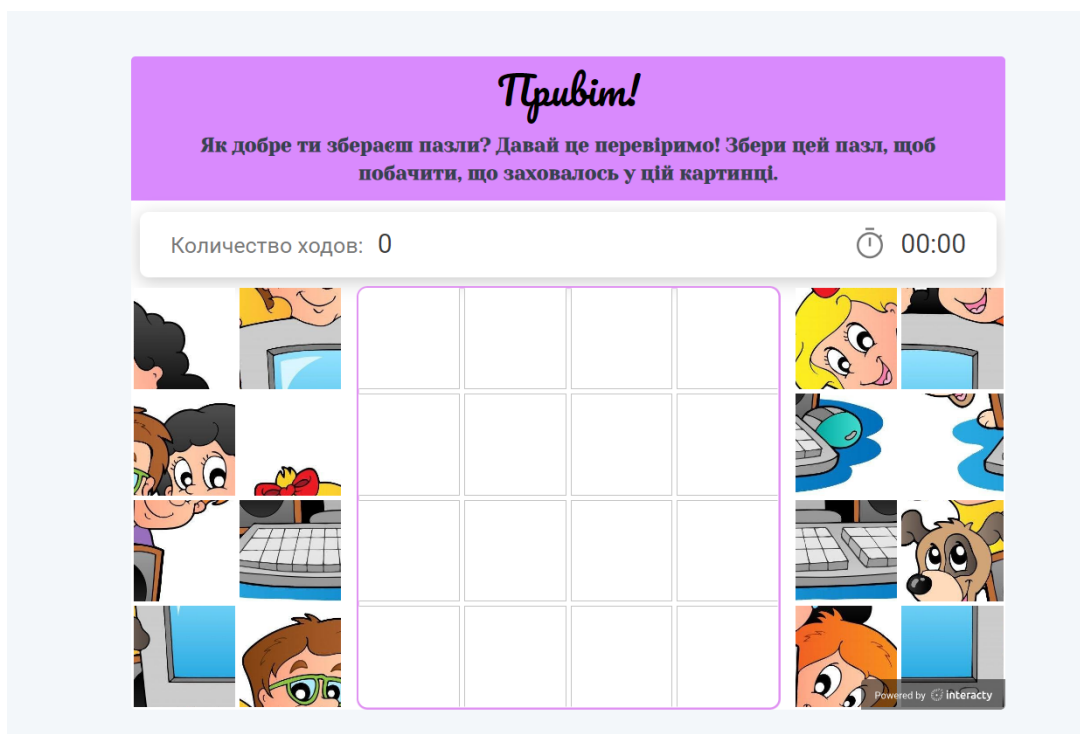 Привіт!
Як добре ти збераєш пазли? Давай це перевіримо! Збери цей пазл, щоб
побачити, що заховалось у цій картинці.
Количество ходов: 0
00:00
Powered by interacty